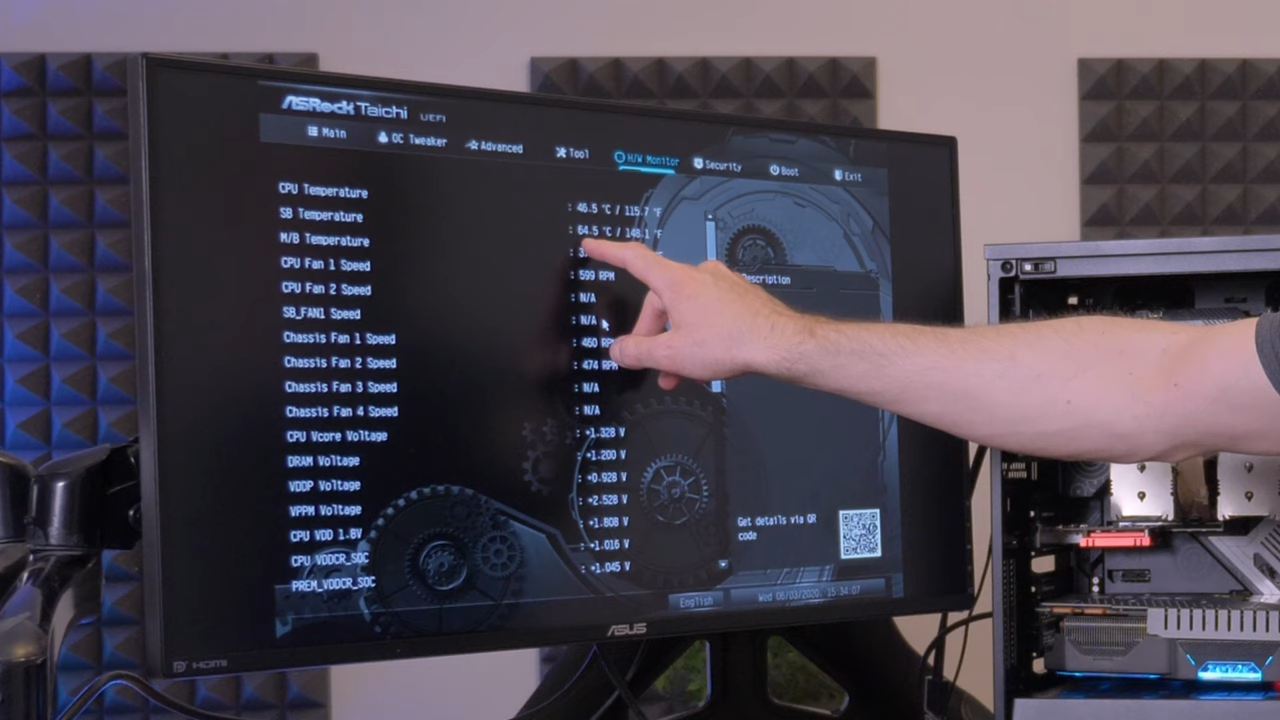 ASRock Taichi UEFI
Main OC Tweaker Advanced Tool H/W Monitor Security Boot Exit
CPU Temperature : 46.5 °C / 115.7 °F
SB Temperature : 64.5 °C / 148.1 °F
M/B Temperature
CPU Fan 1 Speed : 599 RPM
CPU Fan 2 Speed : N/A
SB_FAN1 Speed : N/A
Chassis Fan 1 Speed : 460 RPM
Chassis Fan 2 Speed : 474 RPM
Chassis Fan 3 Speed : N/A
Chassis Fan 4 Speed : N/A
CPU Vcore Voltage : +1.328 V
DRAM Voltage : +1.200 V
VDDP Voltage : +0.928 V
VPPM Voltage : +2.528 V
CPU VDD 1.8V : +1.808 V
CPU VDDCR_SOC : +1.016 V
PREM_VDDCR_SOC : +1.045 V
Description
Get details via QR
code
English
Wed 06/03/2020, 15:34:07
ASUS
HDMI